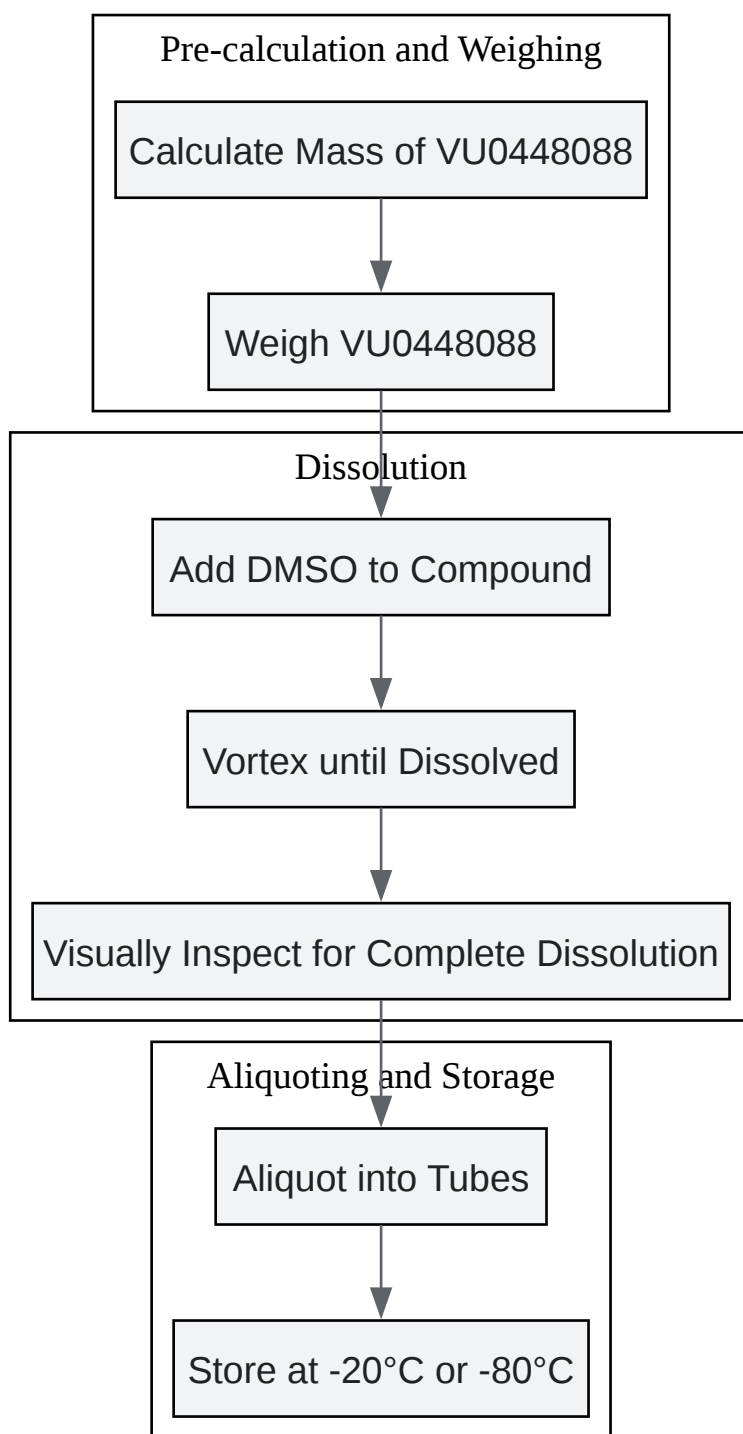 Pre-calculation and Weighing
Calculate Mass of VU0448088
Weigh VU0448088
Dissolution
Add DMSO to Compound
Vortex until Dissolved
Visually Inspect for Complete Dissolution
Aliquoting and Storage
Aliquot into Tubes
Store at -20°C or -80°C